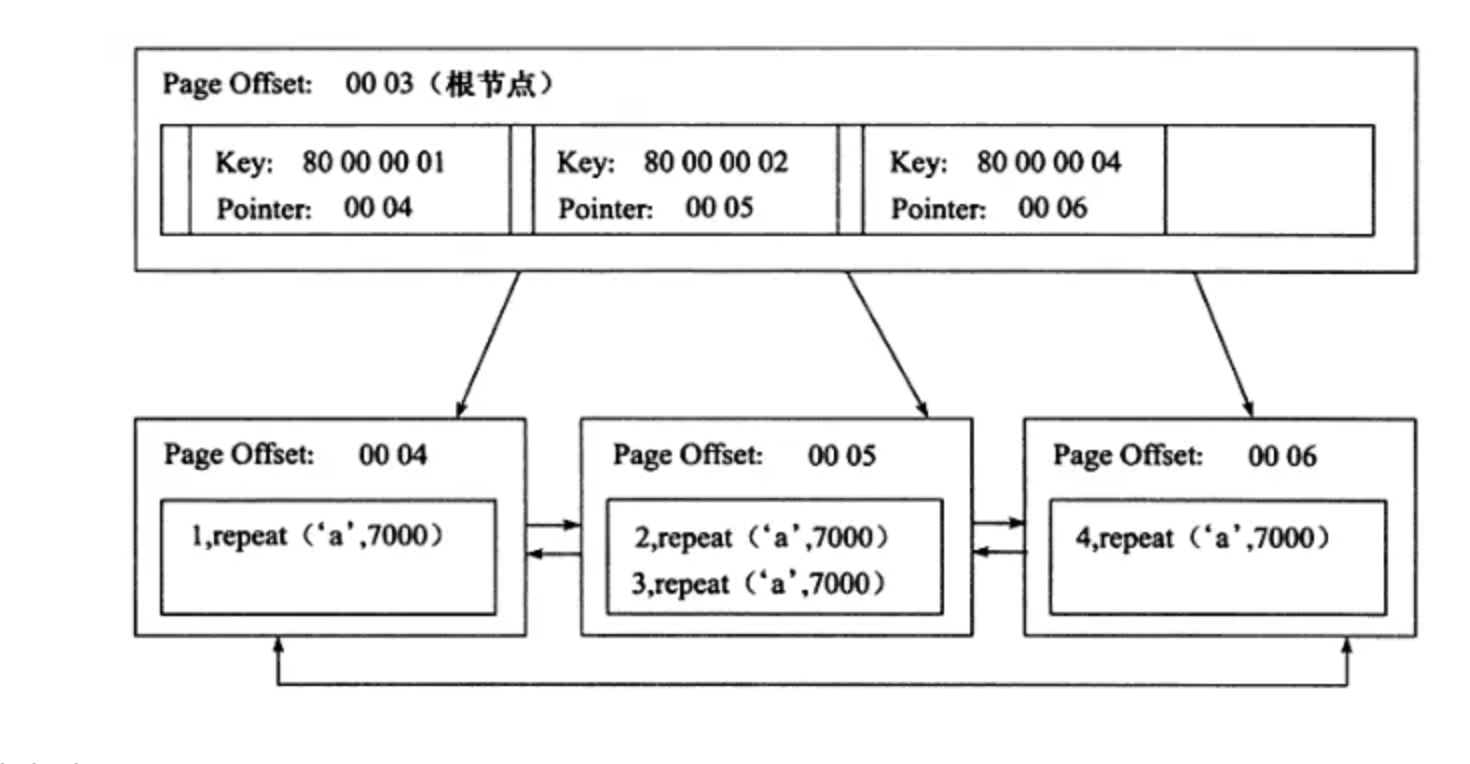 Page Offset: 00 03（根节点）
Key: 80 00 00 01
Pointer: 00 04
Key: 80 00 00 02
Pointer: 00 05
Key: 80 00 00 04
Pointer: 00 06
Page Offset: 00 04
1,repeat（‘a’,7000）
Page Offset: 00 05
2,repeat（‘a’,7000）
3,repeat（‘a’,7000）
Page Offset: 00 06
4,repeat（‘a’,7000）